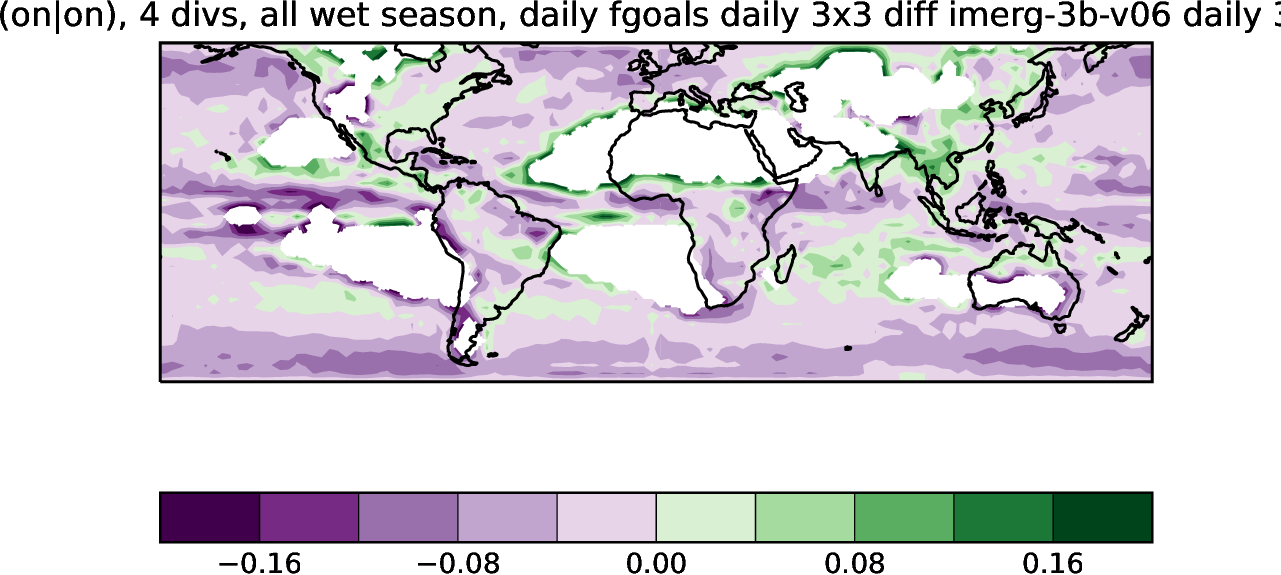 (on|on), 4 divs, all wet season, daily fgoals daily 3x3 diff imerg-3b-v06 daily
−0.16 −0.08 0.00 0.08 0.16